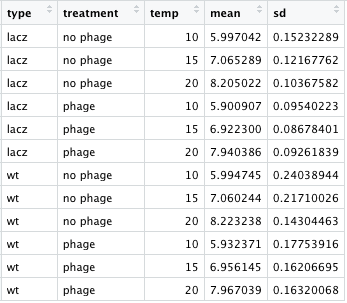 type treatment temp mean sd
lacz no phage 10 5.997042 0.15232289
lacz no phage 15 7.065289 0.12167762
lacz no phage 20 8.205022 0.10367582
lacz phage 10 5.900907 0.09540223
lacz phage 15 6.922300 0.08678401
lacz phage 20 7.940386 0.09261839
wt no phage 10 5.994745 0.24038944
wt no phage 15 7.060244 0.21710026
wt no phage 20 8.223238 0.14304463
wt phage 10 5.932371 0.17753916
wt phage 15 6.956145 0.16206695
wt phage 20 7.967039 0.16320068